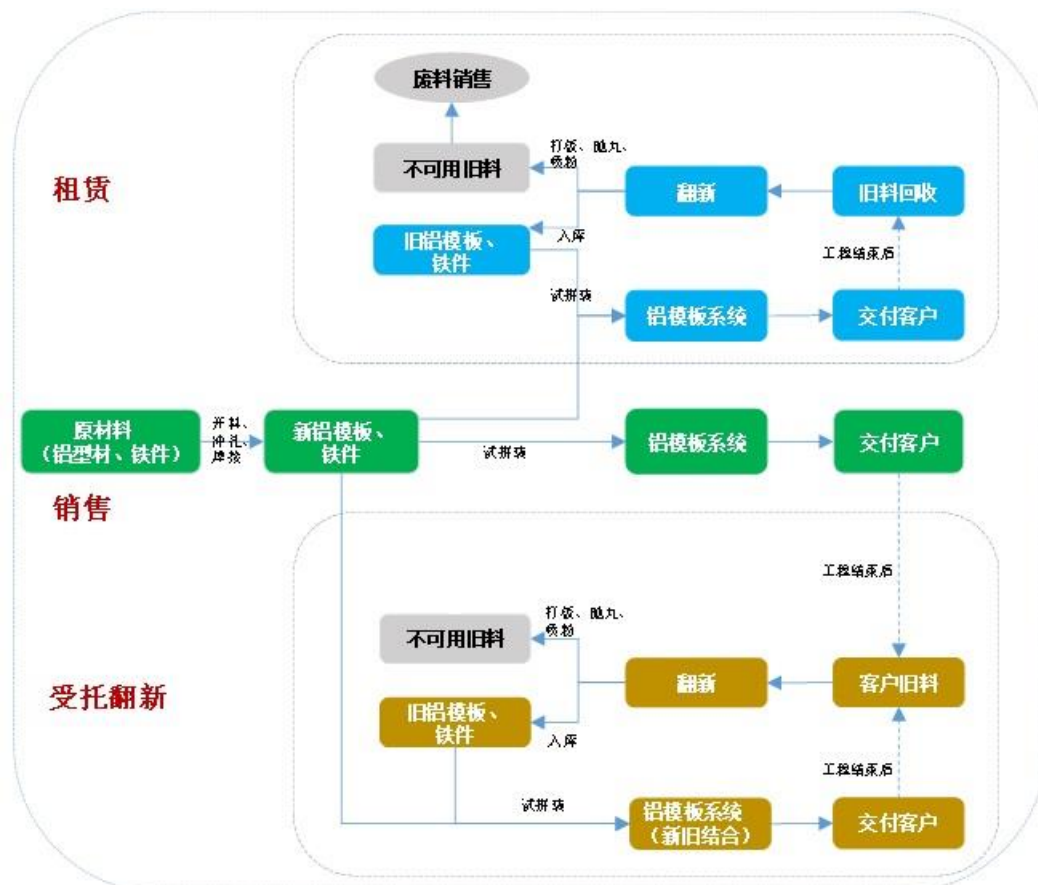 废料销售
不可用旧料
打板、抛丸、
喷粉
翻新
旧料回收
租赁
旧铝模板、
铁件
入库
工程结束后
试拼装
铝模板系统
交付客户
原材料
（铝型材、铁件）
开料、
冲孔、
焊接
新铝模板、
铁件
试拼装
铝模板系统
交付客户
销售
工程结束后
不可用旧料
打板、抛丸、
喷粉
翻新
客户旧料
受托翻新
旧铝模板、
铁件
入库
工程结束后
试拼装
铝模板系统
（新旧结合）
交付客户